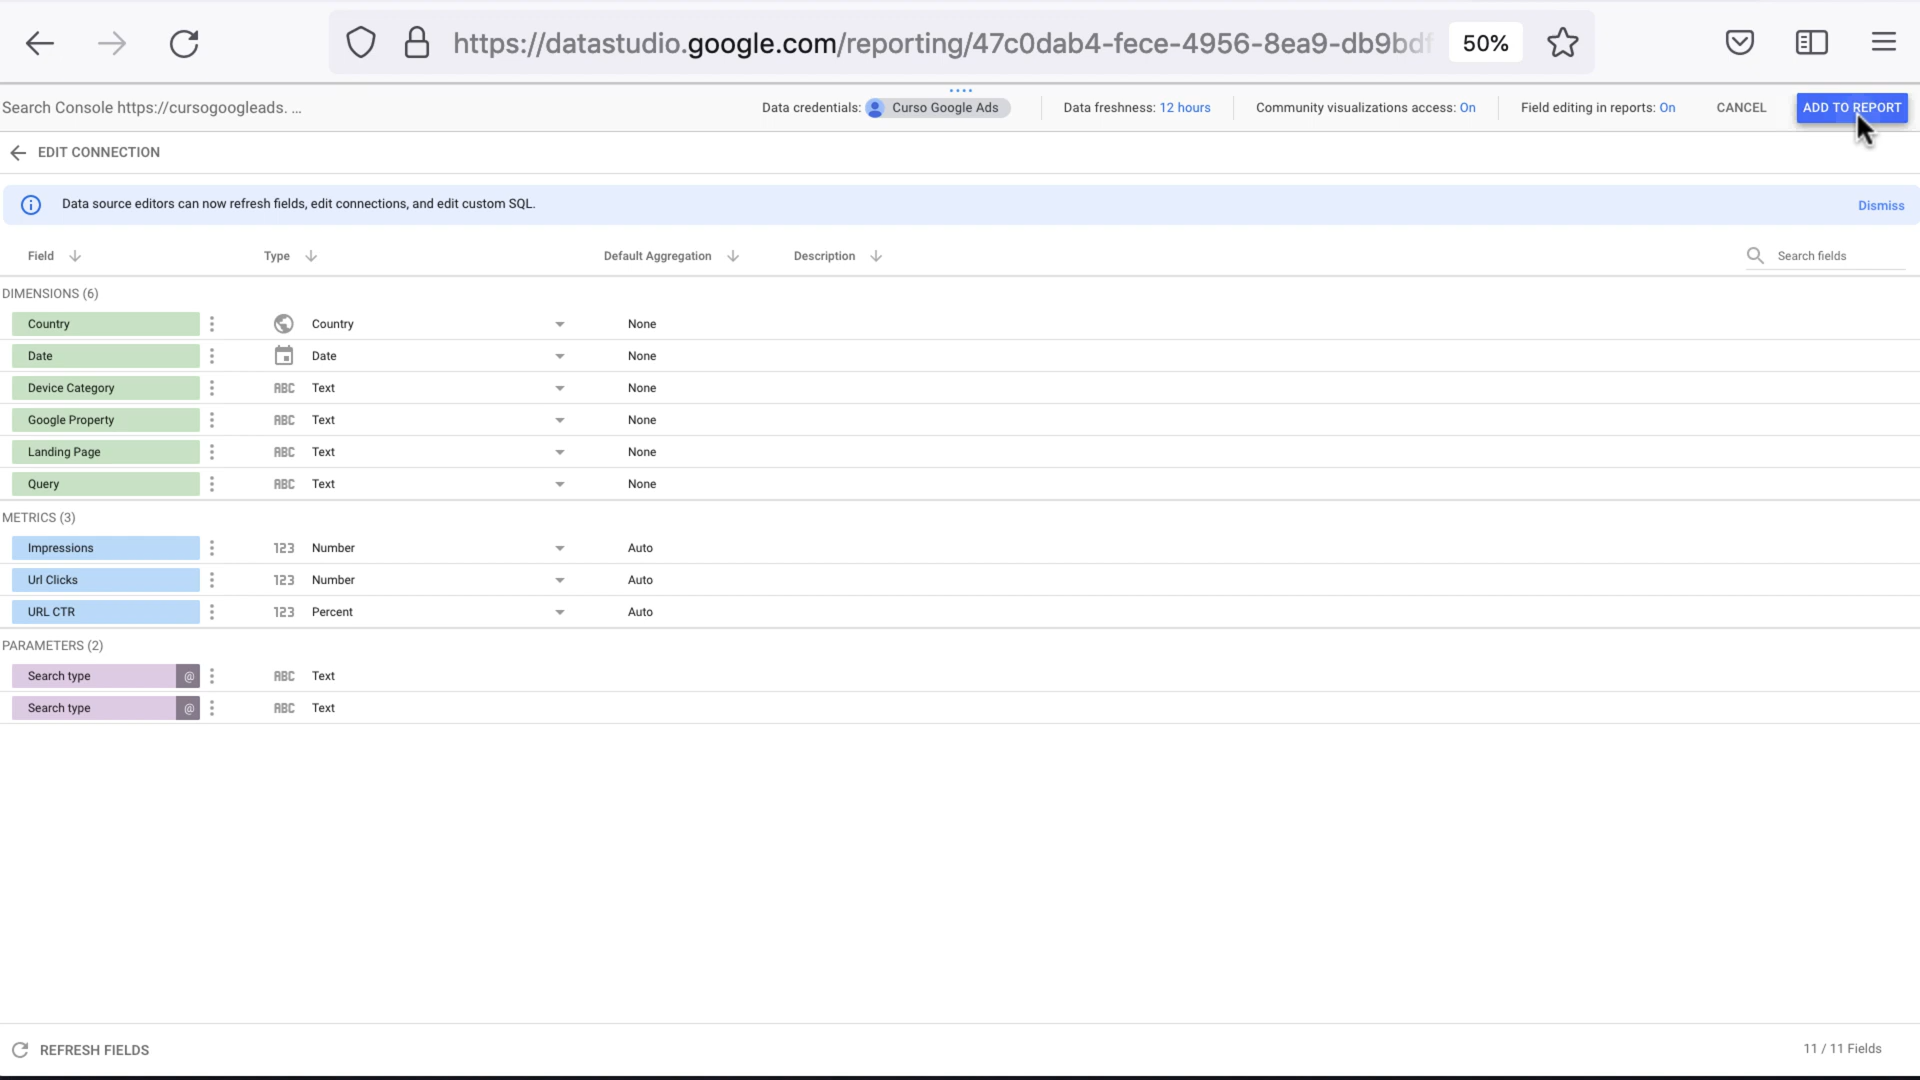 https://datastudio.google.com/reporting/47c0dab4-fece-4956-8ea9-db9bdf 50%
Search Console https://cursogoogleads. ... Data credentials: Curso Google Ads Data freshness: 12 hours Community visualizations access: On Field editing in reports: On CANCEL ADD TO REPORT
EDIT CONNECTION
Data source editors can now refresh fields, edit connections, and edit custom SQL. Dismiss
Field Type Default Aggregation Description Search fields
DIMENSIONS (6)
Country Country None
Date Date None
Device Category ABC Text None
Google Property ABC Text None
Landing Page ABC Text None
Query ABC Text None
METRICS (3)
Impressions 123 Number Auto
Url Clicks 123 Number Auto
URL CTR 123 Percent Auto
PARAMETERS (2)
Search type @ ABC Text
Search type @ ABC Text
REFRESH FIELDS 11 / 11 Fields